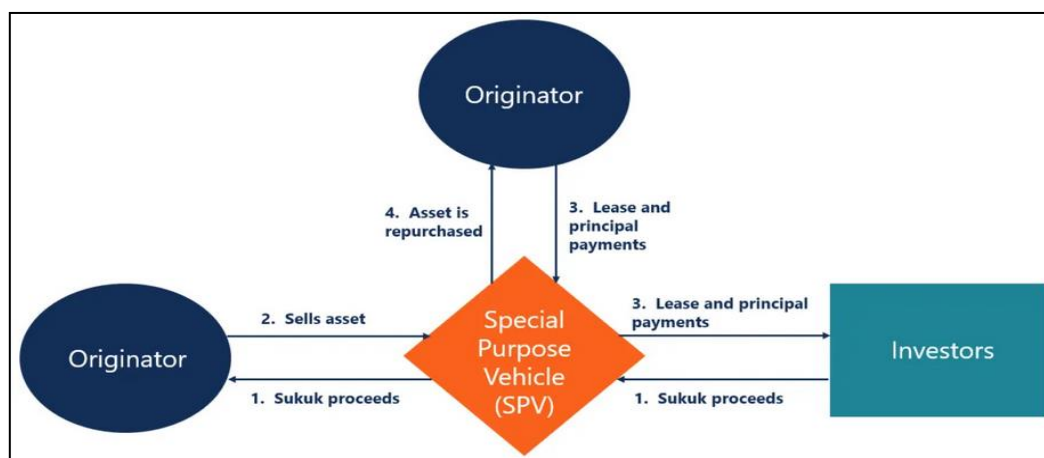 Originator
4. Asset is
repurchased
3. Lease and
principal
payments
Originator
2. Sells asset
1. Sukuk proceeds
Special
Purpose
Vehicle
(SPV)
3. Lease and principal
payments
1. Sukuk proceeds
Investors